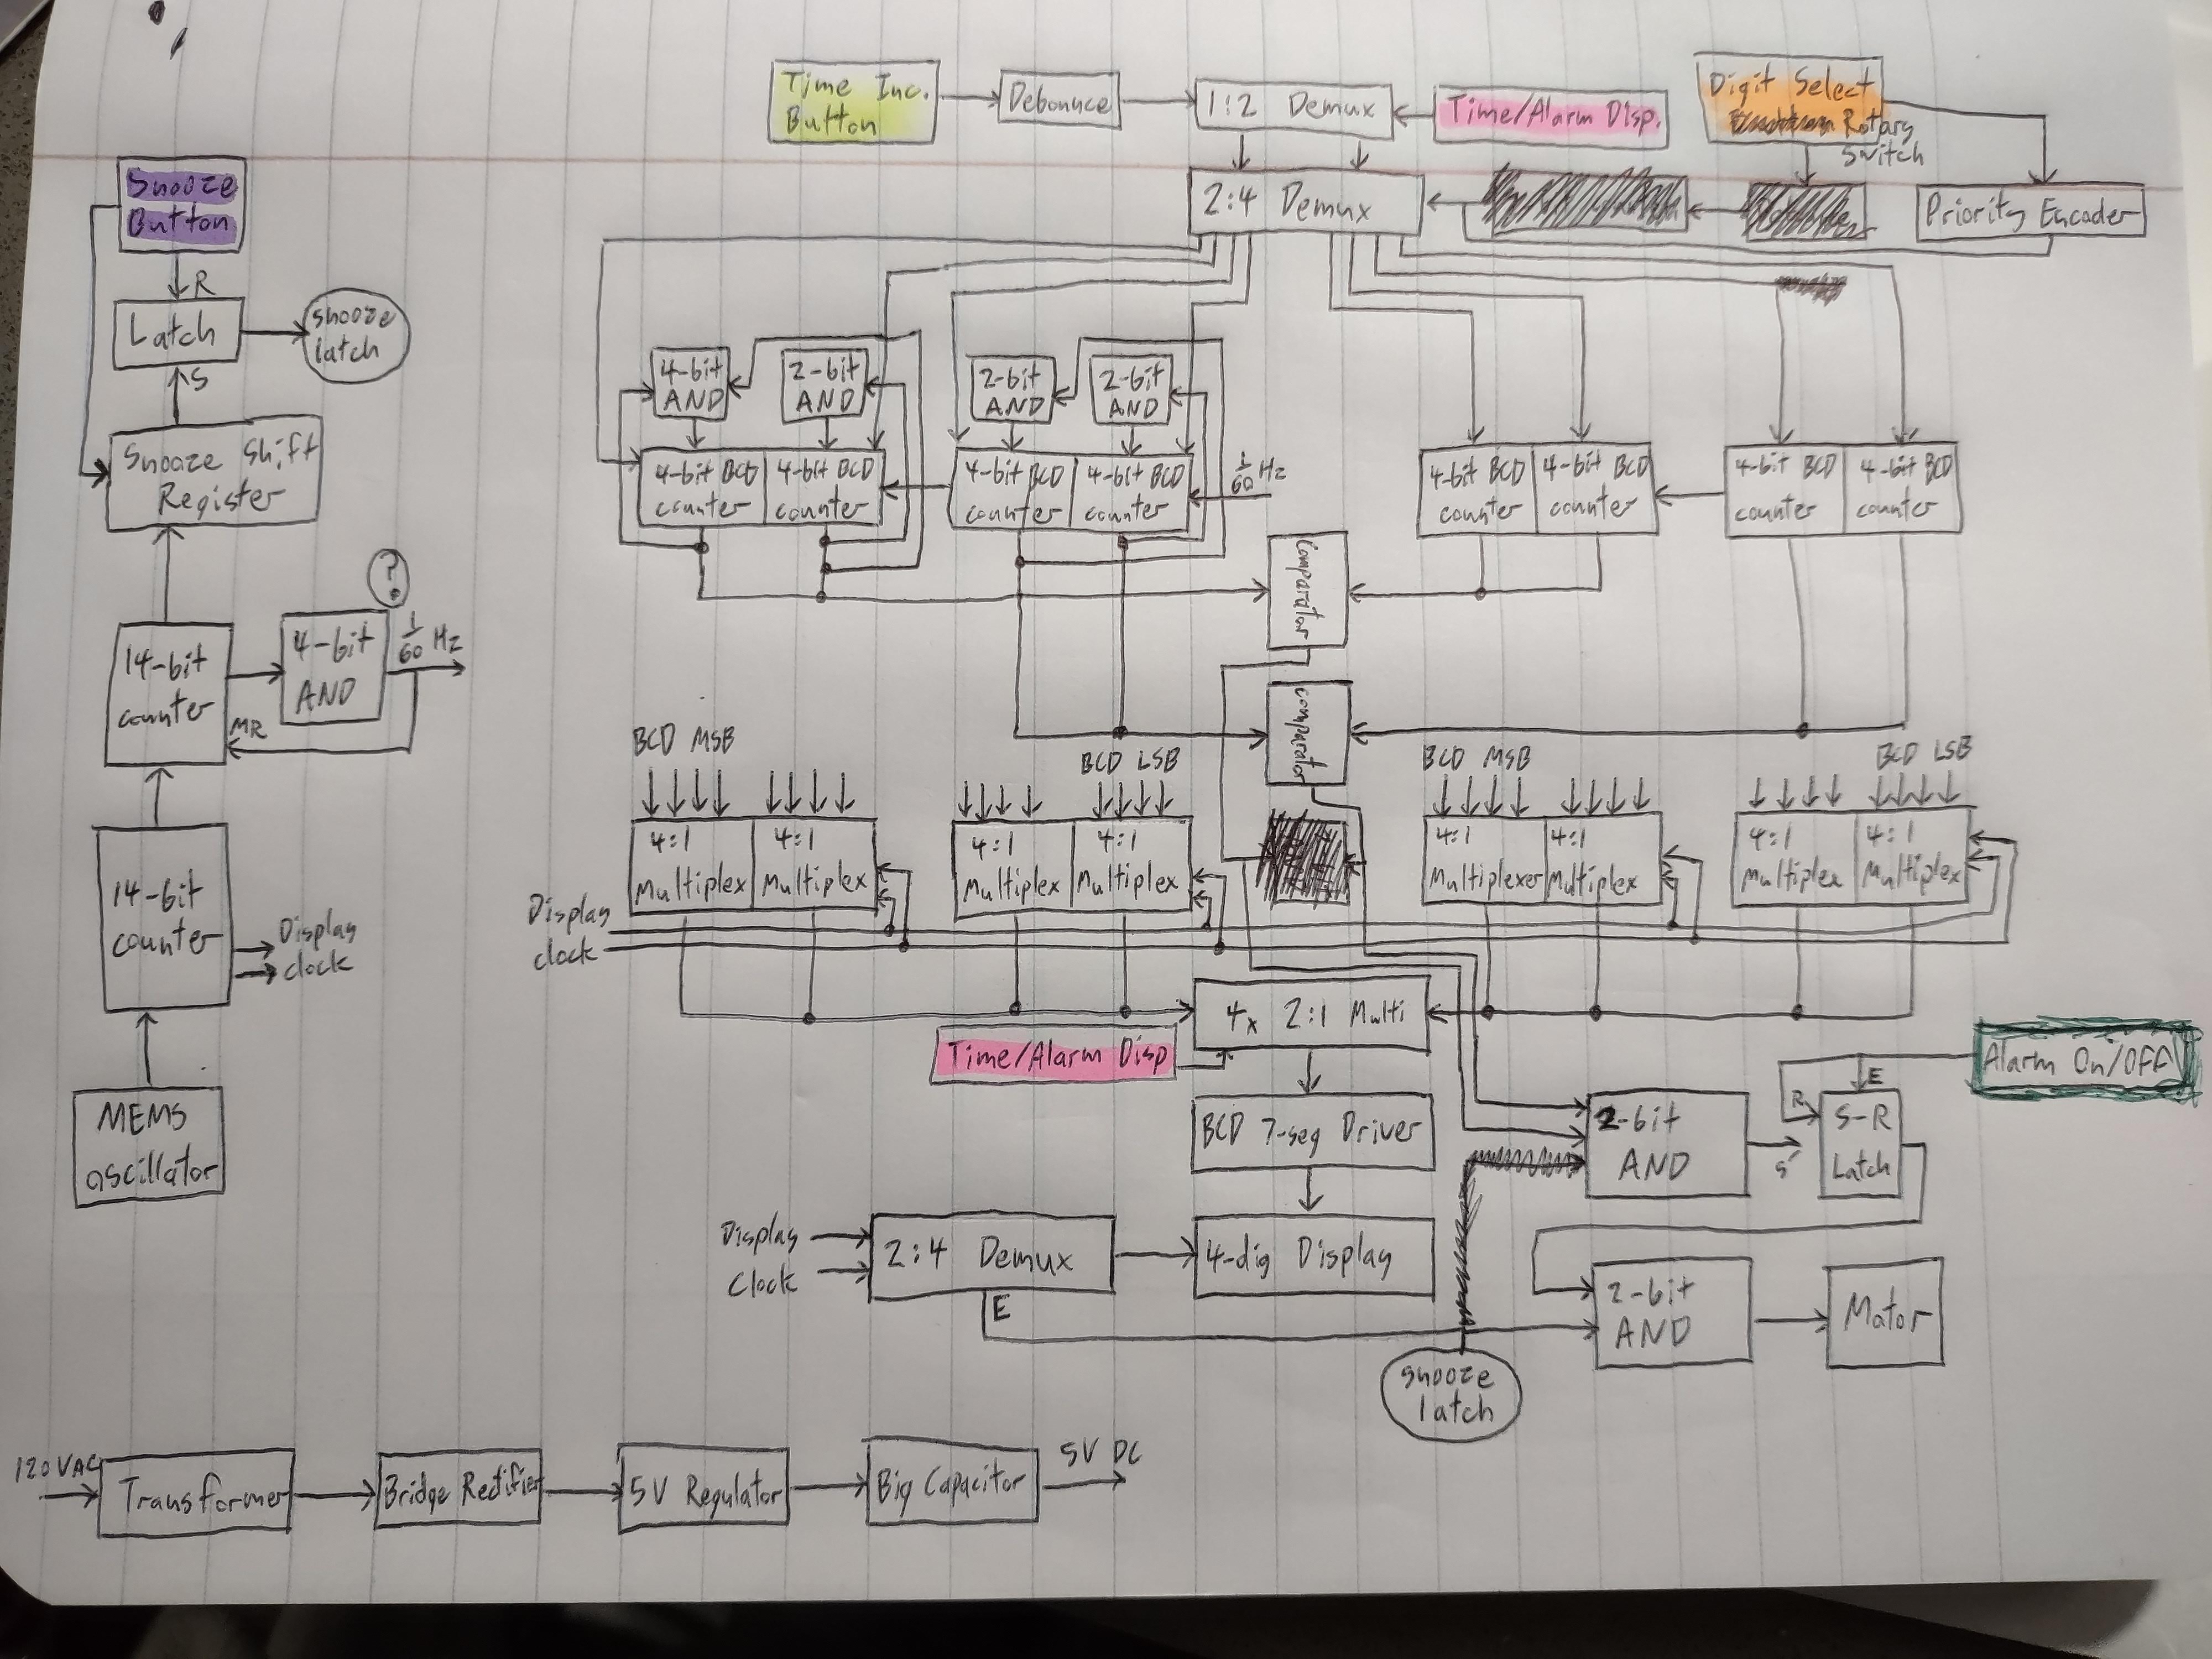 Time Inc.
Button
Debounce
1:2 Demux
Time/Alarm Disp.
Digit Select
Rotary
Switch
2:4 Demux
Priority Encoder
Snooze
Button
R
Latch
snooze
latch
S
Snooze Shift
Register
4-bit
AND
2-bit
AND
2-bit
AND
2-bit
AND
4-bit BCD
counter
4-bit BCD
counter
4-bit BCD
counter
4-bit BCD
counter
1/60 Hz
4-bit BCD
counter
4-bit BCD
counter
4-bit BCD
counter
4-bit BCD
counter
Comparator
?
14-bit
counter
4-bit
AND
1/60 Hz
MR
comparator
BCD MSB
BCD LSB
BCD MSB
BCD LSB
4:1
Multiplex
4:1
Multiplex
4:1
Multiplex
4:1
Multiplex
4:1
Multiplexer
4:1
Multiplex
4:1
Multiplex
4:1
Multiplex
14-bit
counter
Display
clock
Display
clock
4x 2:1 Multi
Time/Alarm Disp
Alarm On/Off
MEMS
oscillator
BCD 7-seg Driver
2-bit
AND
S
R
E
S-R
Latch
Display
Clock
2:4 Demux
E
4-dig Display
2-bit
AND
Motor
snooze
latch
120VAC
Transformer
Bridge Rectifier
5V Regulator
Big Capacitor
5V DC